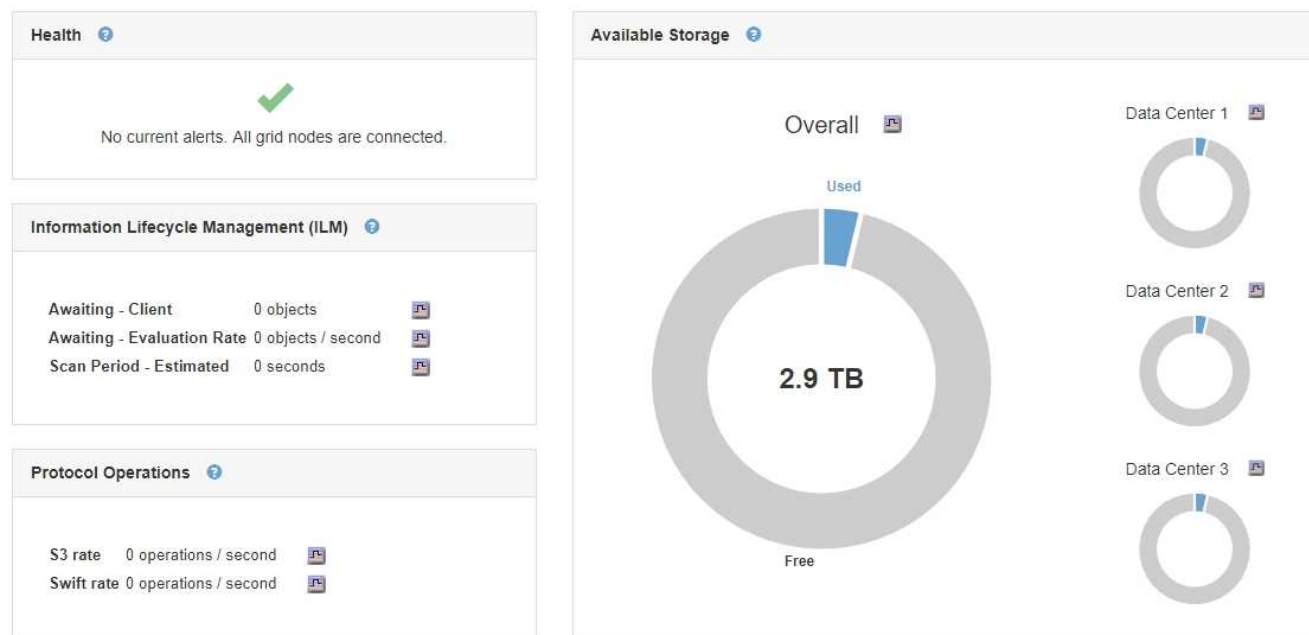 Health
No current alerts. All grid nodes are connected.
Information Lifecycle Management (ILM)
Awaiting - Client 0 objects
Awaiting - Evaluation Rate 0 objects / second
Scan Period - Estimated 0 seconds
Protocol Operations
S3 rate 0 operations / second
Swift rate 0 operations / second
Available Storage
Overall
Used
2.9 TB
Free
Data Center 1
Data Center 2
Data Center 3